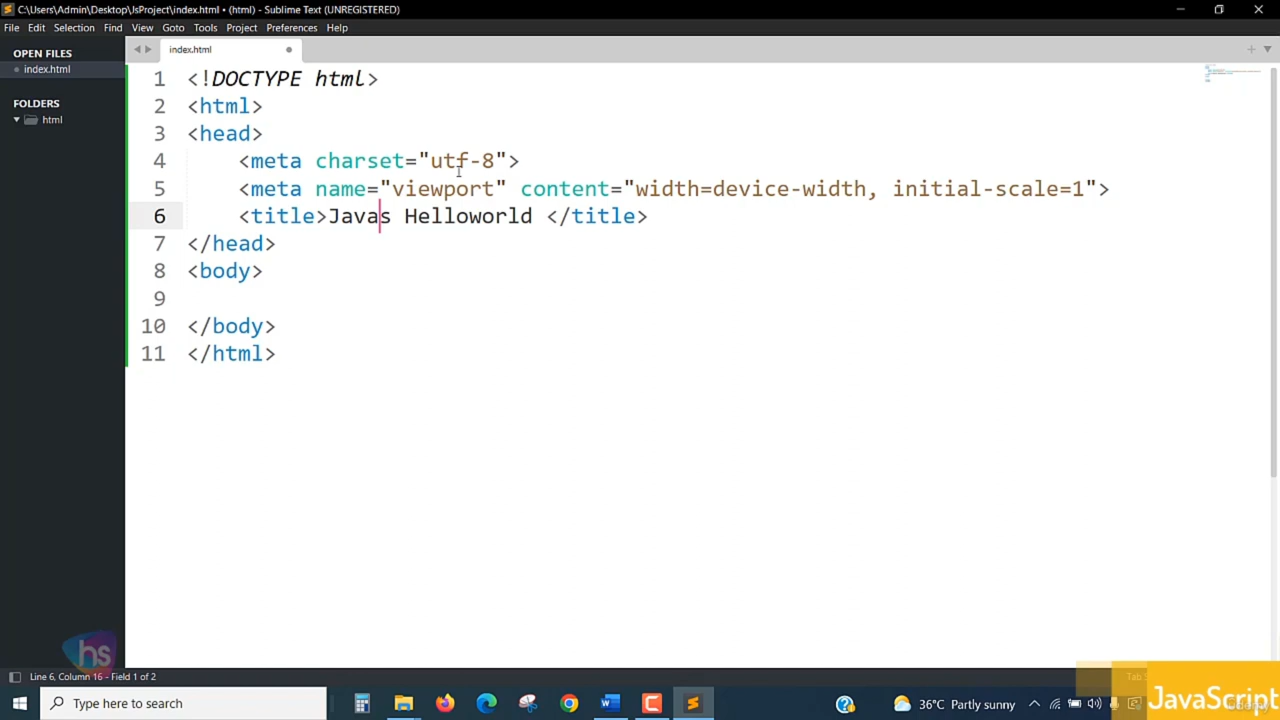 C:\Users\Admin\Desktop\JsProject\index.html • (html) - Sublime Text (UNREGISTERED)
File Edit Selection Find View Goto Tools Project Preferences Help
OPEN FILES
index.html
FOLDERS
html
index.html
1 <!DOCTYPE html>
2 <html>
3 <head>
4 <meta charset="utf-8">
5 <meta name="viewport" content="width=device-width, initial-scale=1">
6 <title>Javas Helloworld </title>
7 </head>
8 <body>
9
10 </body>
11 </html>
hs
Line 6, Column 16 - Field 1 of 2
Type here to search
36°C Partly sunny
JavaScript